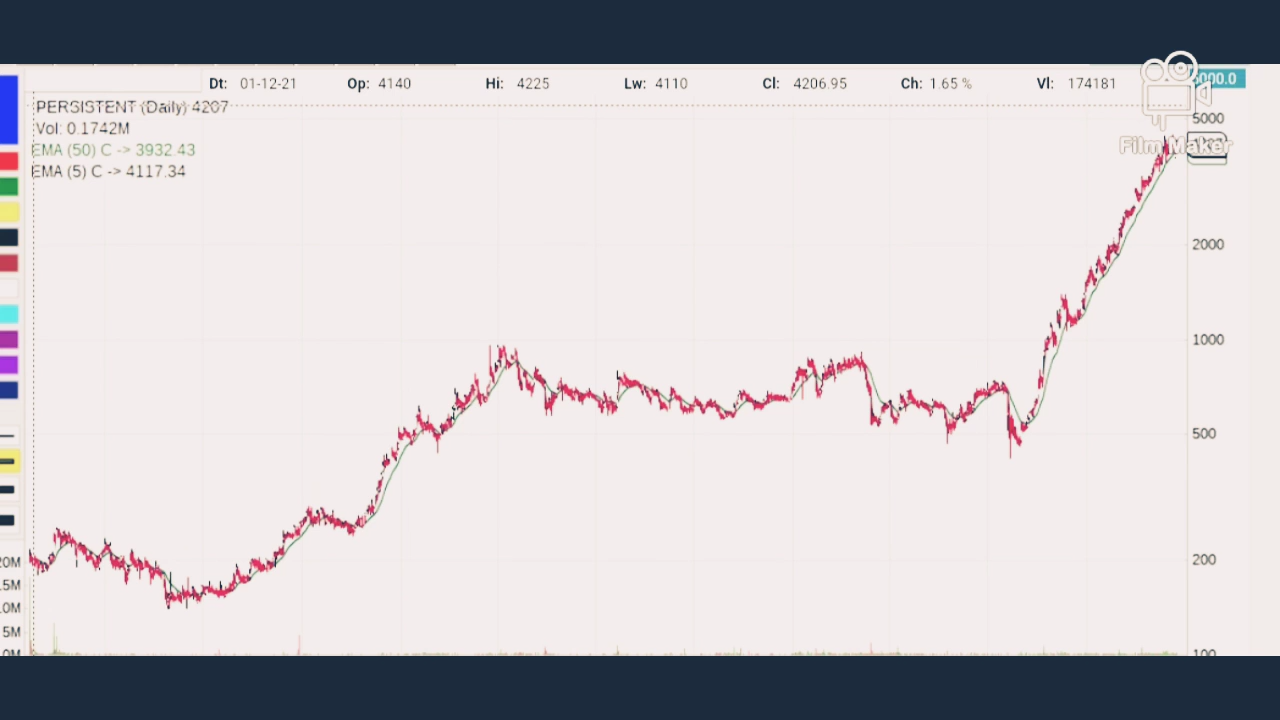 Dt: 01-12-21 Op: 4140 Hi: 4225 Lw: 4110 Cl: 4206.95 Ch: 1.65 % Vl: 174181
PERSISTENT (Daily) 4207
Vol: 0.1742M
EMA (50) C -> 3932.43
EMA (5) C -> 4117.34
5000
Film Maker
2000
1000
500
200
5M
100